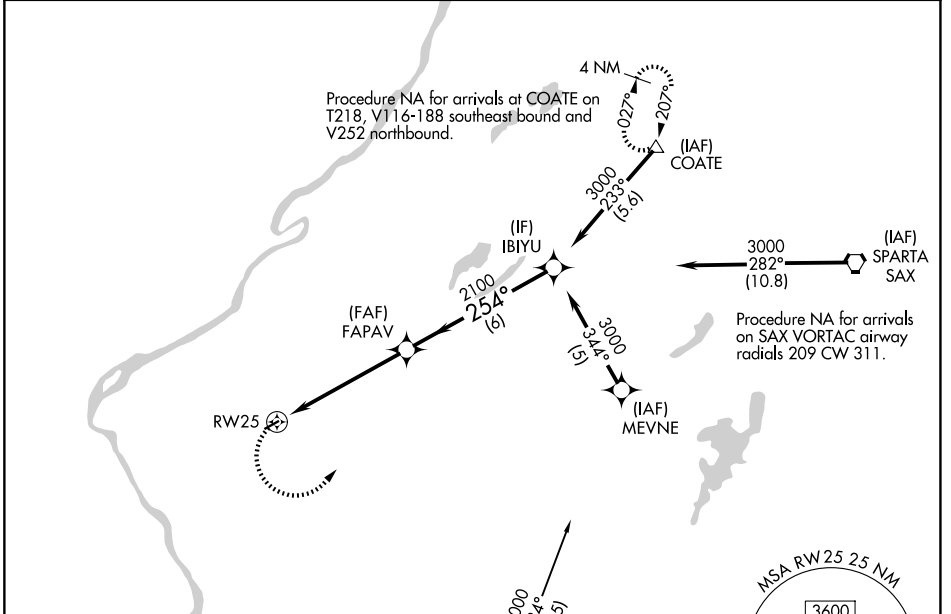 4 NM
027°
207°
Procedure NA for arrivals at COATE on
T218, V116-188 southeast bound and
V252 northbound.
(IAF)
COATE
3000
233°
(5.6)
(IF)
IBIYU
3000
282°
(10.8)
(IAF)
SPARTA
SAX
2100
254°
(6)
(FAF)
FAPAV
3000
344°
(5)
Procedure NA for arrivals
on SAX VORTAC airway
radials 209 CW 311.
RW25
(IAF)
MEVNE
MSA RW25 25 NM
3600